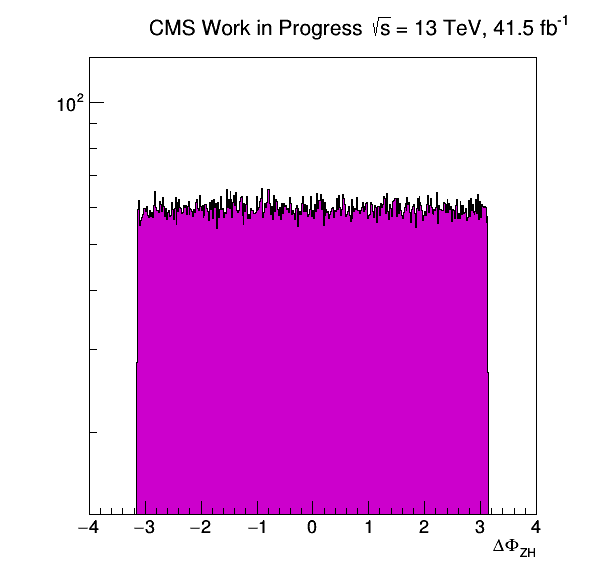 CMS Work in Progress √s = 13 TeV, 41.5 fb⁻¹
10²
−4 −3 −2 −1 0 1 2 3 4
ΔΦ_ZH